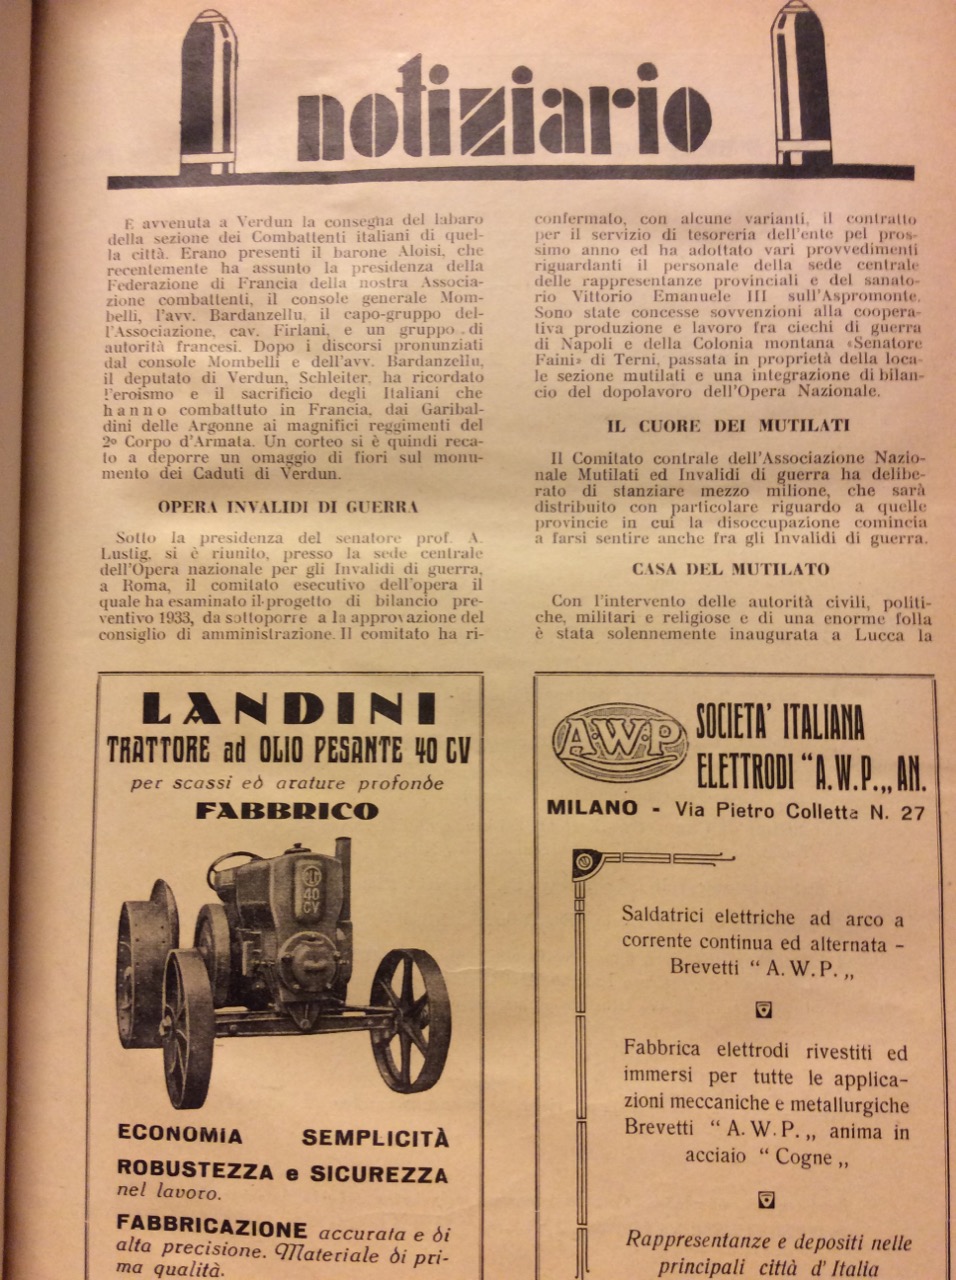 notiziario
E avvenuta a Verdun la consegna del labaro
della sezione dei Combattenti italiani di quel-
la città. Erano presenti il barone Aloisi, che
recentemente ha assunto la presidenza della
Federazione di Francia della nostra Associa-
zione combattenti, il console generale Mom-
belli, l'avv. Bardanzellu, il capo-gruppo del-
l'Associazione, cav. Firlani, e un gruppo di
autorità francesi. Dopo i discorsi pronunziati
dal console Mombelli e dell'avv. Bardanzellu,
il deputato di Verdun, Schleiter, ha ricordato
l'eroismo e il sacrificio degli Italiani che
hanno combattuto in Francia, dai Garibal-
dini delle Argonne ai magnifici reggimenti del
2º Corpo d'Armata. Un corteo si è quindi reca-
to a deporre un omaggio di fiori sul monu-
mento dei Caduti di Verdun.
OPERA INVALIDI DI GUERRA
Sotto la presidenza del senatore prof. A.
Lustig, si è riunito, presso la sede centrale
dell'Opera nazionale per gli Invalidi di guerra,
a Roma, il comitato esecutivo dell'opera il
quale ha esaminato il progetto di bilancio pre-
ventivo 1933, da sottoporre a la approvazione del
consiglio di amministrazione. Il comitato ha ri-
confermato, con alcune varianti, il contratto
per il servizio di tesoreria dell'ente pel pros-
simo anno ed ha adottato vari provvedimenti
riguardanti il personale della sede centrale
delle rappresentanze provinciali e del sanato-
rio Vittorio Emanuele III sull'Aspromonte.
Sono state concesse sovvenzioni alla coopera-
tiva produzione e lavoro fra ciechi di guerra
di Napoli e della Colonia montana «Senatore
Faini» di Terni, passata in proprietà della loca-
le sezione mutilati e una integrazione di bilan-
cio del dopolavoro dell'Opera Nazionale.
IL CUORE DEI MUTILATI
Il Comitato contrale dell'Associazione Nazio-
nale Mutilati ed Invalidi di guerra ha delibe-
rato di stanziare mezzo milione, che sarà
distribuito con particolare riguardo a quelle
provincie in cui la disoccupazione comincia
a farsi sentire anche fra gli Invalidi di guerra.
CASA DEL MUTILATO
Con l'intervento delle autorità civili, politi-
che, militari e religiose e di una enorme folla
è stata solennemente inaugurata a Lucca la
LANDINI
TRATTORE ad OLIO PESANTE 40 CV
per scassi ed arature profonde
FABBRICO
40
CV
ECONOMIA SEMPLICITÀ
ROBUSTEZZA e SICUREZZA
nel lavoro.
FABBRICAZIONE accurata e di
alta precisione. Materiale di pri-
ma qualità.
A.W.P
SOCIETA' ITALIANA
ELETTRODI "A.W.P.„ AN.
MILANO - Via Pietro Colletta N. 27
Saldatrici elettriche ad arco a
corrente continua ed alternata -
Brevetti "A.W.P.„
Fabbrica elettrodi rivestiti ed
immersi per tutte le applica-
zioni meccaniche e metallurgiche
Brevetti "A.W.P.„ anima in
acciaio "Cogne„
Rappresentanze e depositi nelle
principali città d'Italia